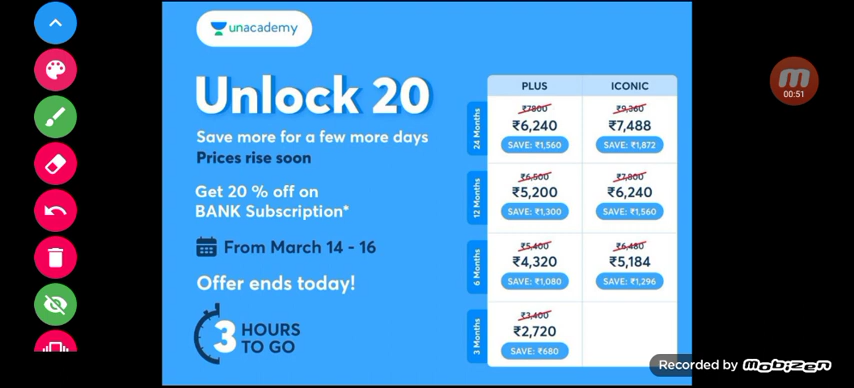 unacademy
00:51
Unlock 20
Save more for a few more days
Prices rise soon
Get 20 % off on
BANK Subscription*
From March 14 - 16
Offer ends today!
3 HOURS
TO GO
PLUS ICONIC
24 Months
₹7800 ₹9,360
₹6,240 ₹7,488
SAVE: ₹1,560 SAVE: ₹1,872
12 Months
₹6,500 ₹7,800
₹5,200 ₹6,240
SAVE: ₹1,300 SAVE: ₹1,560
6 Months
₹5,400 ₹6,480
₹4,320 ₹5,184
SAVE: ₹1,080 SAVE: ₹1,296
3 Months
₹3,400
₹2,720
SAVE: ₹680
Recorded by mobizen